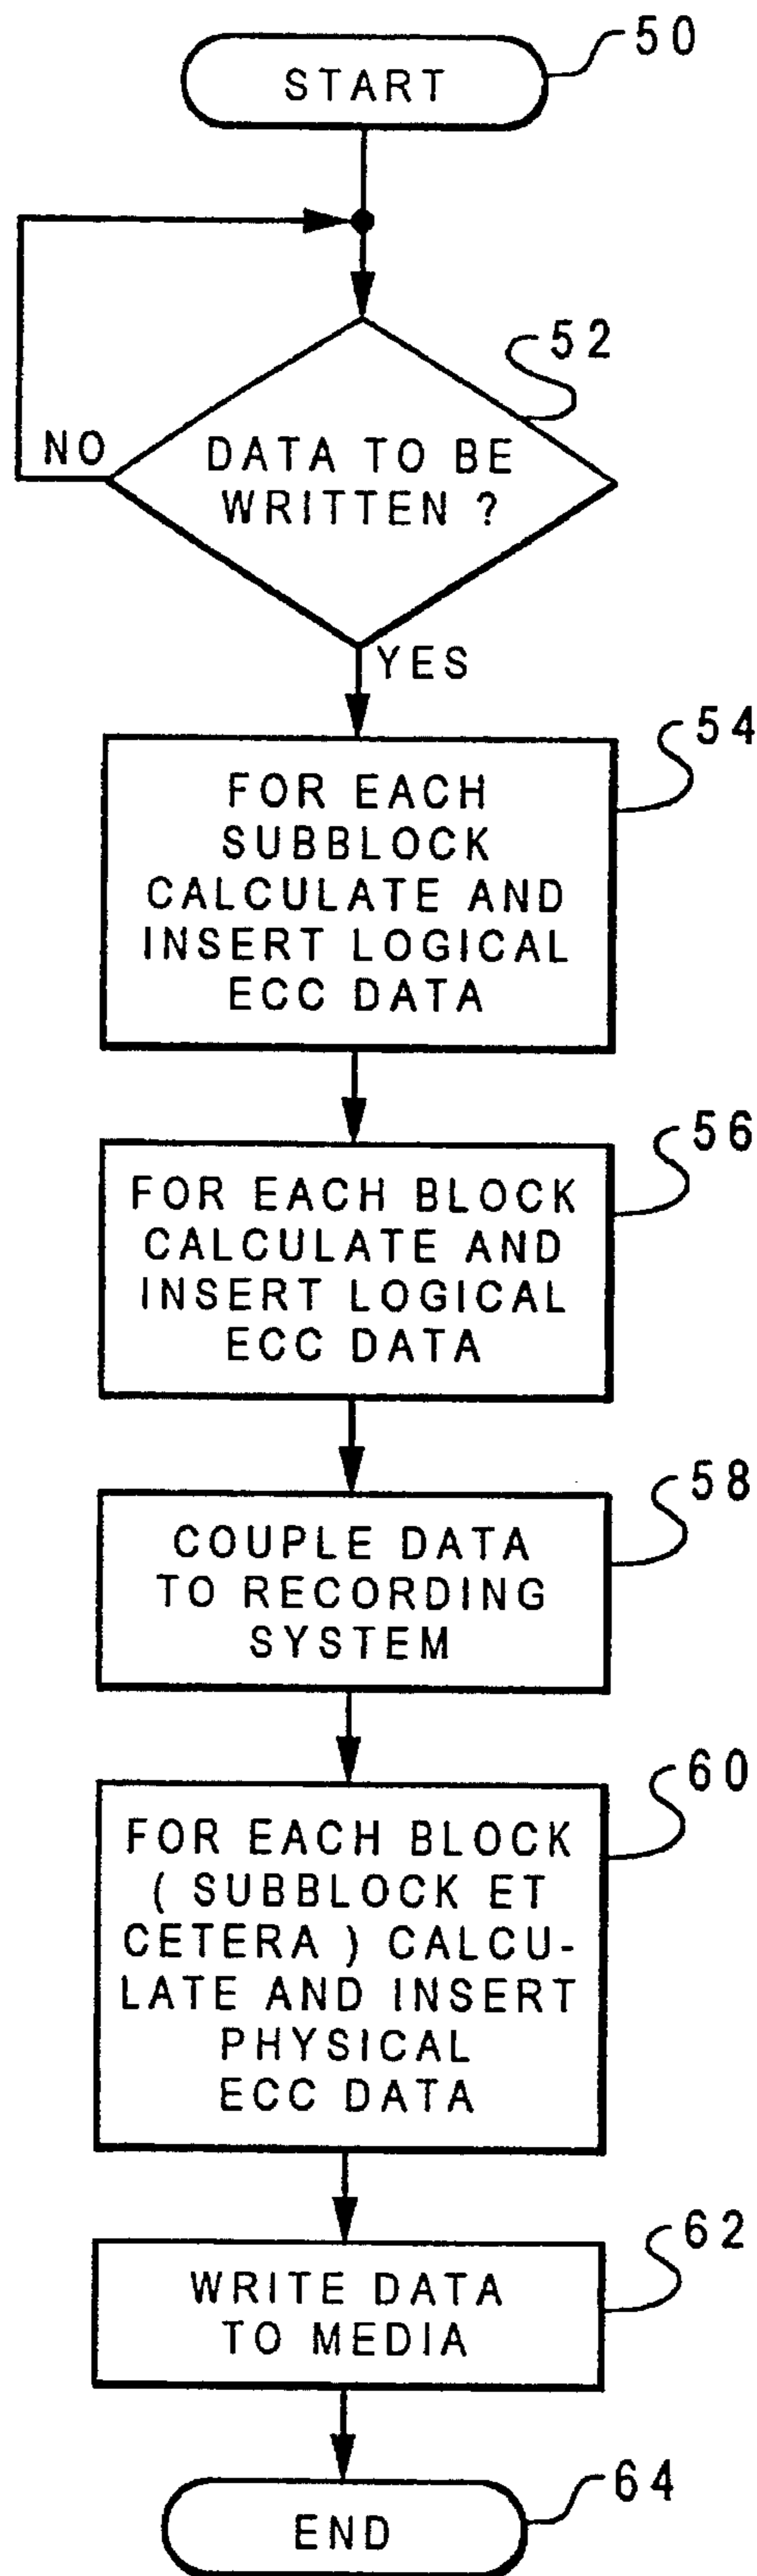 START
50
52
DATA TO BE
WRITTEN ?
NO
YES
54
FOR EACH
SUBBLOCK
CALCULATE AND
INSERT LOGICAL
ECC DATA
56
FOR EACH BLOCK
CALCULATE AND
INSERT LOGICAL
ECC DATA
58
COUPLE DATA
TO RECORDING
SYSTEM
60
FOR EACH BLOCK
( SUBBLOCK ET
CETERA ) CALCU-
LATE AND INSERT
PHYSICAL
ECC DATA
62
WRITE DATA
TO MEDIA
64
END